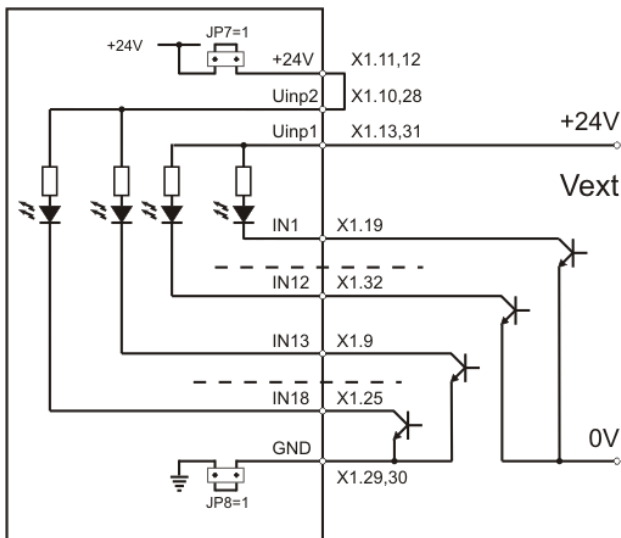 JP7=1
+24V
+24V X1.11,12
Uinp2 X1.10,28
Uinp1 X1.13,31
+24V
Vext
IN1 X1.19
IN12 X1.32
IN13 X1.9
IN18 X1.25
GND
0V
X1.29,30
JP8=1